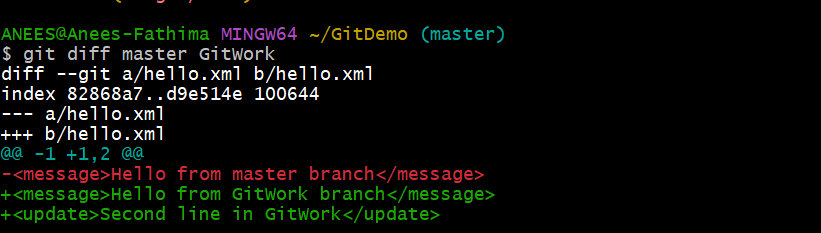 ANEES@Anees-Fathima MINGW64 ~/GitDemo (master)
$ git diff master GitWork
diff --git a/hello.xml b/hello.xml
index 82868a7..d9e514e 100644
--- a/hello.xml
+++ b/hello.xml
@@ -1 +1,2 @@
-<message>Hello from master branch</message>
+<message>Hello from GitWork branch</message>
+<update>Second line in GitWork</update>